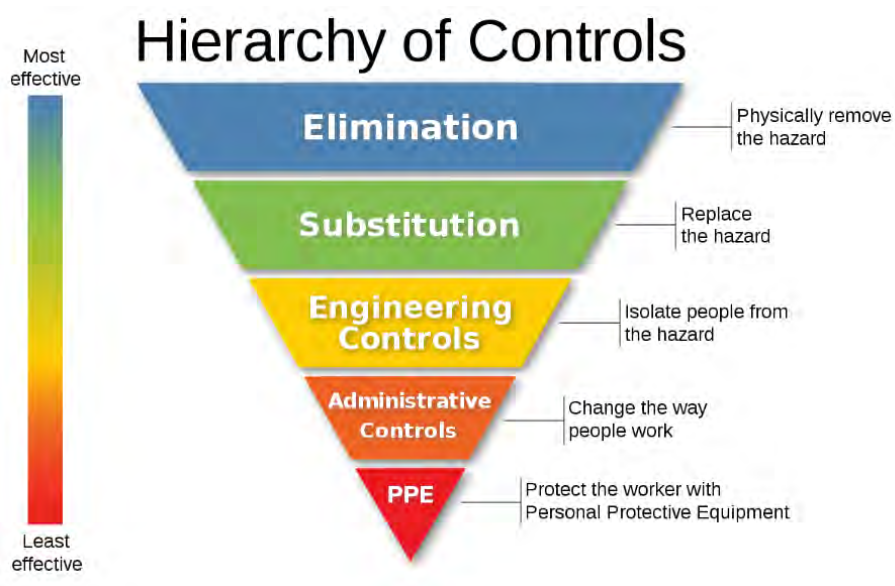 Hierarchy of Controls
Most
effective
Elimination
Physically remove
the hazard
Substitution
Replace
the hazard
Engineering
Controls
Isolate people from
the hazard
Administrative
Controls
Change the way
people work
PPE
Protect the worker with
Personal Protective Equipment
Least
effective